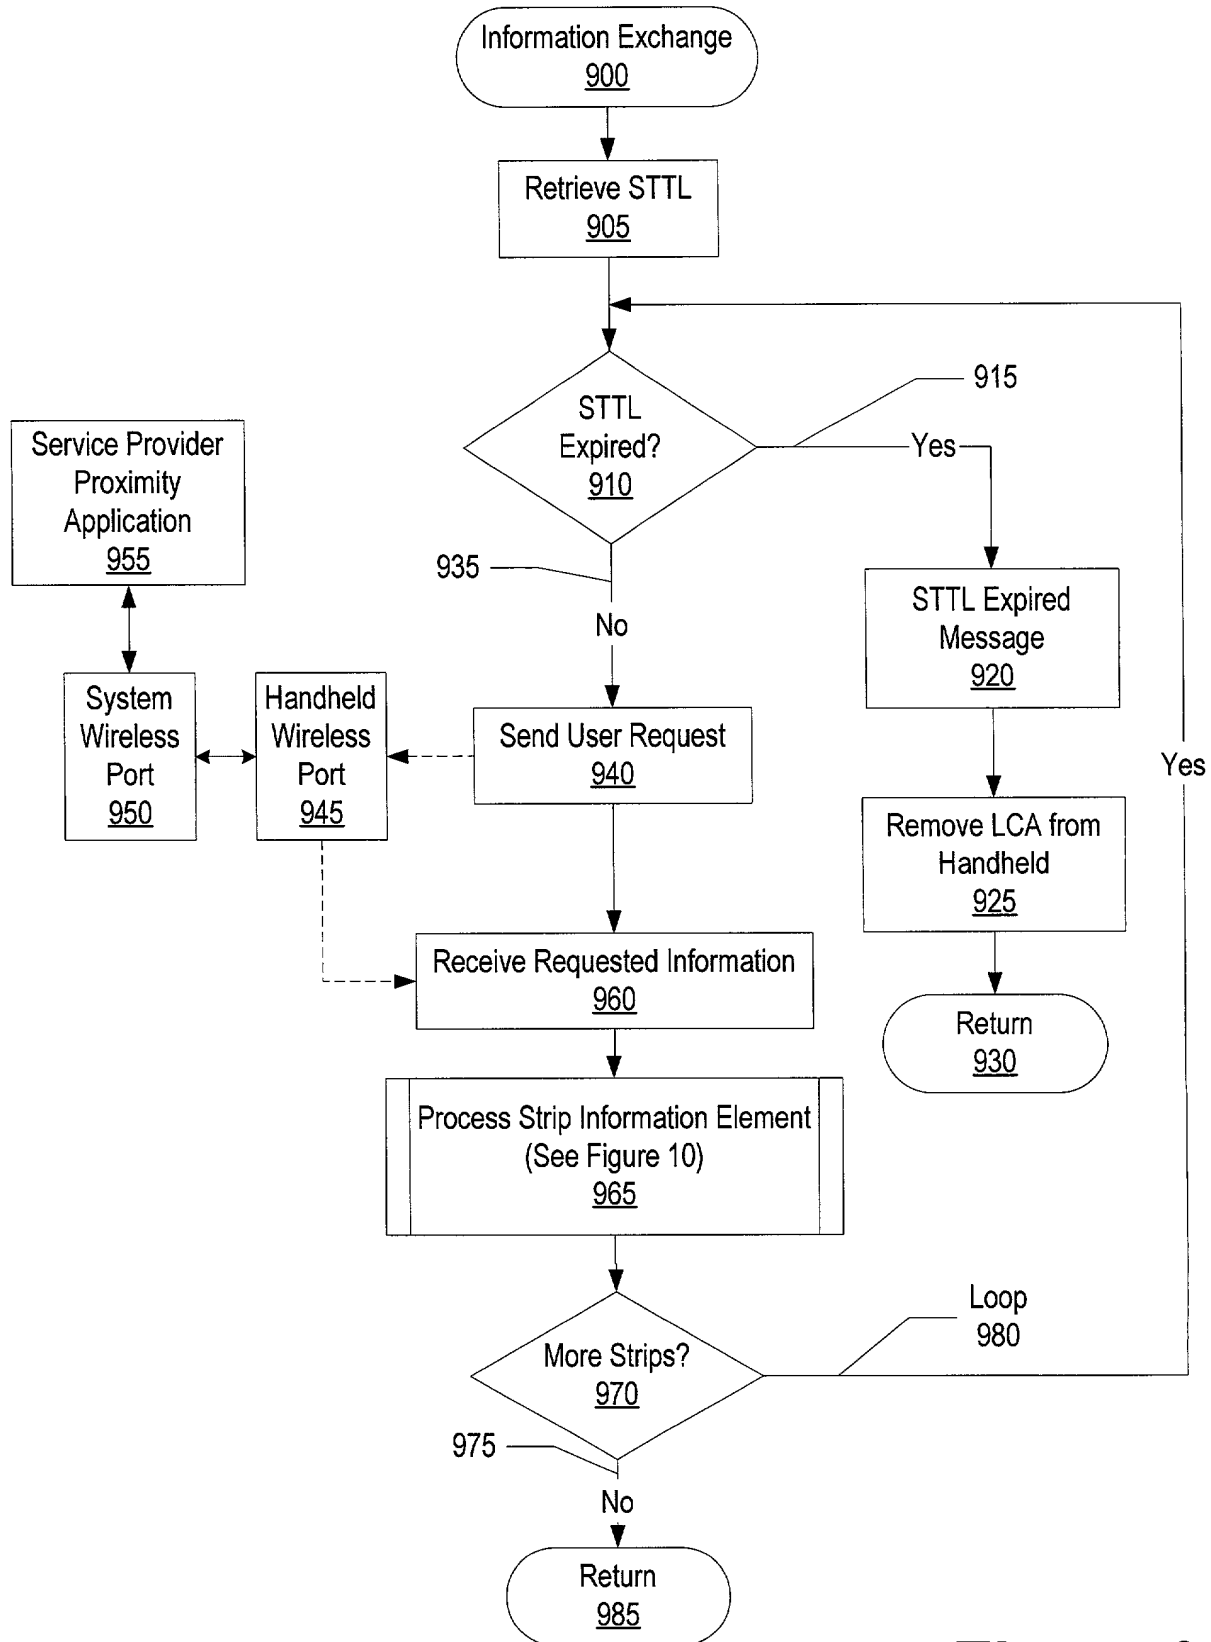 Information Exchange
900
Retrieve STTL
905
915
STTL
Expired?
910
Yes
Service Provider
Proximity
Application
955
935
No
STTL Expired
Message
920
System
Wireless
Port
950
Handheld
Wireless
Port
945
Send User Request
940
Yes
Remove LCA from
Handheld
925
Receive Requested Information
960
Return
930
Process Strip Information Element
(See Figure 10)
965
Loop
980
More Strips?
970
975
No
Return
985